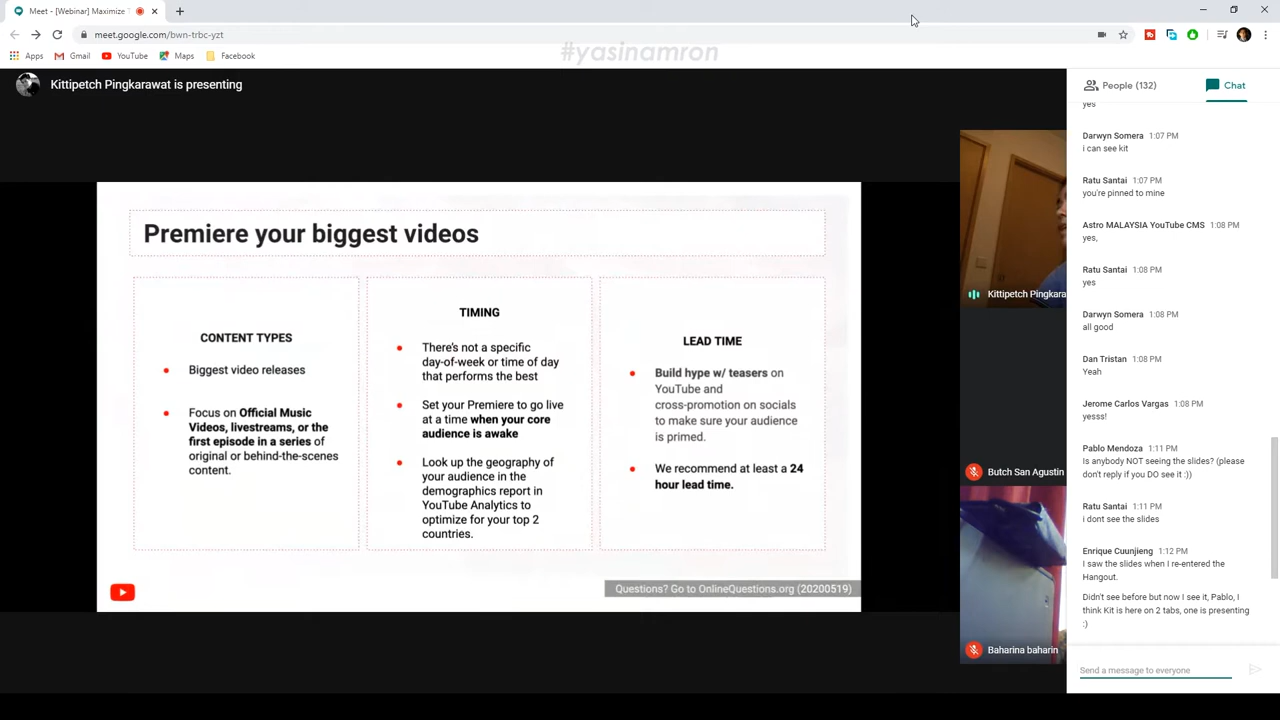 Meet - [Webinar] Maximize
meet.google.com/bwn-trbc-yzt
Apps
Gmail
YouTube
Maps
Facebook
#yasinamron
Kittipetch Pingkarawat is presenting
Premiere your biggest videos
CONTENT TYPES
Biggest video releases
Focus on Official Music
Videos, livestreams, or the
first episode in a series of
original or behind-the-scenes
content.
TIMING
There's not a specific
day-of-week or time of day
that performs the best
Set your Premiere to go live
at a time when your core
audience is awake
Look up the geography of
your audience in the
demographics report in
YouTube Analytics to
optimize for your top 2
countries.
LEAD TIME
Build hype w/ teasers on
YouTube and
cross-promotion on socials
to make sure your audience
is primed.
We recommend at least a 24
hour lead time.
Questions? Go to OnlineQuestions.org (20200519)
Kittipetch Pingkara
Butch San Agustin
Baharina baharin
People (132)
Chat
yes
Darwyn Somera 1:07 PM
i can see kit
Ratu Santai 1:07 PM
you're pinned to mine
Astro MALAYSIA YouTube CMS 1:08 PM
yes,
Ratu Santai 1:08 PM
yes
Darwyn Somera 1:08 PM
all good
Dan Tristan 1:08 PM
Yeah
Jerome Carlos Vargas 1:08 PM
yesss!
Pablo Mendoza 1:11 PM
Is anybody NOT seeing the slides? (please
don't reply if you DO see it :))
Ratu Santai 1:11 PM
i dont see the slides
Enrique Cuunjieng 1:12 PM
I saw the slides when I re-entered the
Hangout.
Didn't see before but now I see it, Pablo, I
think Kit is here on 2 tabs, one is presenting
:)
Send a message to everyone